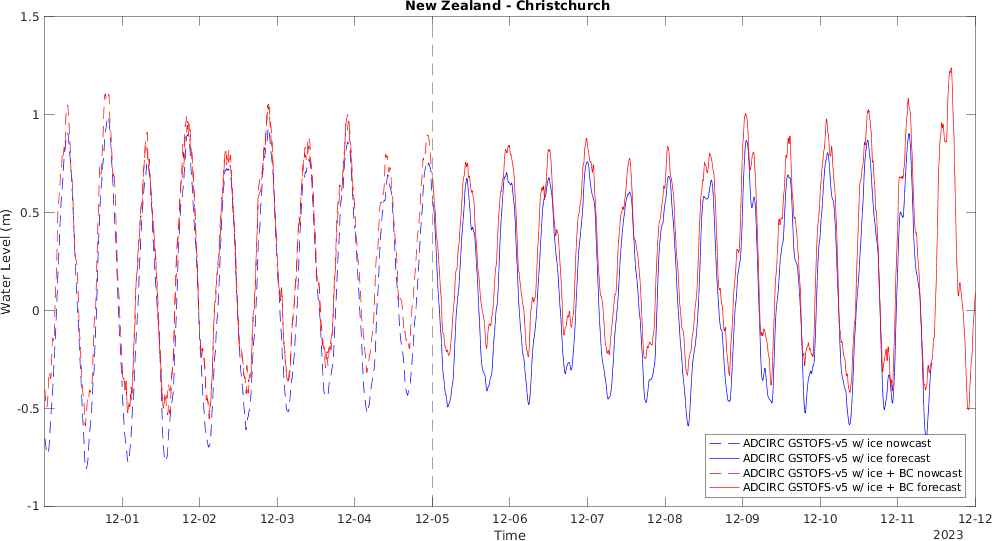 New Zealand - Christchurch
1.5
1
0.5
0
-0.5
-1
Water Level (m)
12-01 12-02 12-03 12-04 12-05 12-06 12-07 12-08 12-09 12-10 12-11 12-12
Time
2023
ADCIRC GSTOFS-v5 w/ ice nowcast
ADCIRC GSTOFS-v5 w/ ice forecast
ADCIRC GSTOFS-v5 w/ ice + BC nowcast
ADCIRC GSTOFS-v5 w/ ice + BC forecast